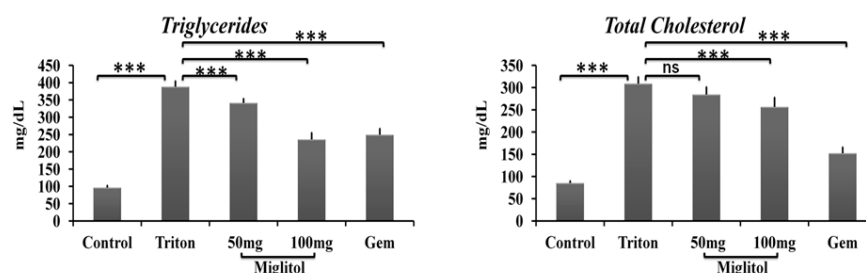 Triglycerides
***
***
***
***
mg/dL
450
400
350
300
250
200
150
100
50
0
Control Triton 50mg 100mg Gem
Miglitol
Total Cholesterol
***
***
*** ns
mg/dL
350
300
250
200
150
100
50
0
Control Triton 50mg 100mg Gem
Miglitol